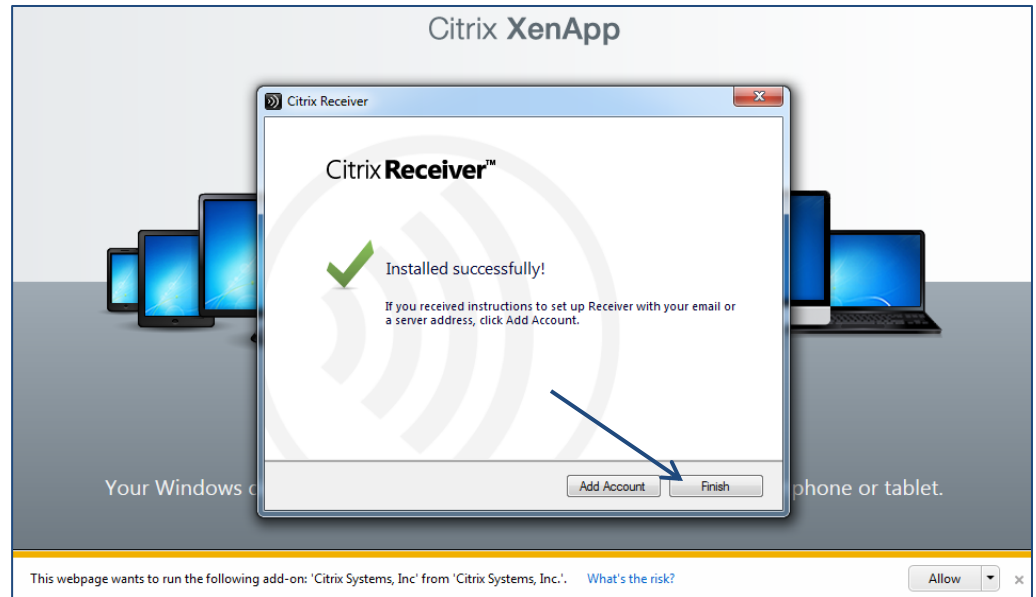 Citrix XenApp
Citrix Receiver
Citrix Receiver™
Installed successfully!
If you received instructions to set up Receiver with your email or
a server address, click Add Account.
Add Account
Finish
Your Windows
phone or tablet.
This webpage wants to run the following add-on: 'Citrix Systems, Inc' from 'Citrix Systems, Inc.'. What's the risk?
Allow